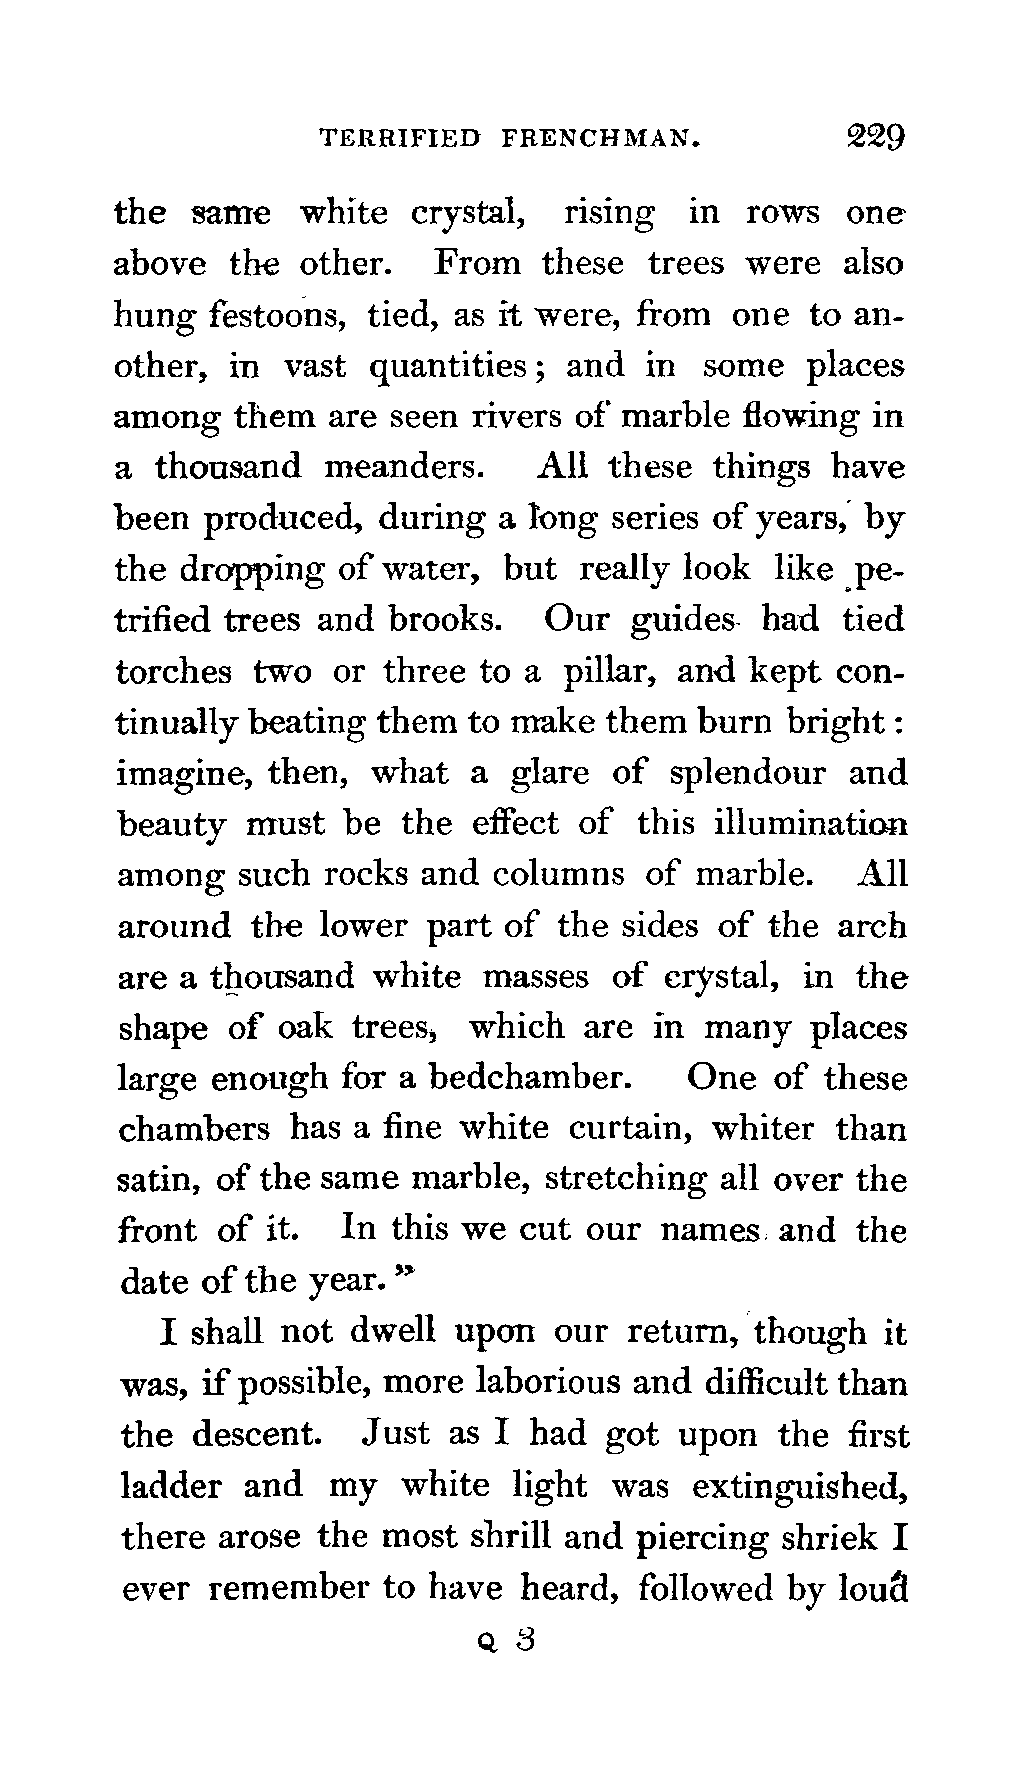 TERRIFIED FRENCHMAN. 229
the same white crystal, rising in rows one
above the other. From these trees were also
hung festoons, tied, as it were, from one to an-
other, in vast quantities; and in some places
among them are seen rivers of marble flowing in
a thousand meanders. All these things have
been produced, during a long series of years, by
the dropping of water, but really look like pe-
trified trees and brooks. Our guides had tied
torches two or three to a pillar, and kept con-
tinually beating them to make them burn bright:
imagine, then, what a glare of splendour and
beauty must be the effect of this illumination
among such rocks and columns of marble. All
around the lower part of the sides of the arch
are a thousand white masses of crystal, in the
shape of oak trees, which are in many places
large enough for a bedchamber. One of these
chambers has a fine white curtain, whiter than
satin, of the same marble, stretching all over the
front of it. In this we cut our names and the
date of the year."
I shall not dwell upon our return, though it
was, if possible, more laborious and difficult than
the descent. Just as I had got upon the first
ladder and my white light was extinguished,
there arose the most shrill and piercing shriek I
ever remember to have heard, followed by loud
Q 3